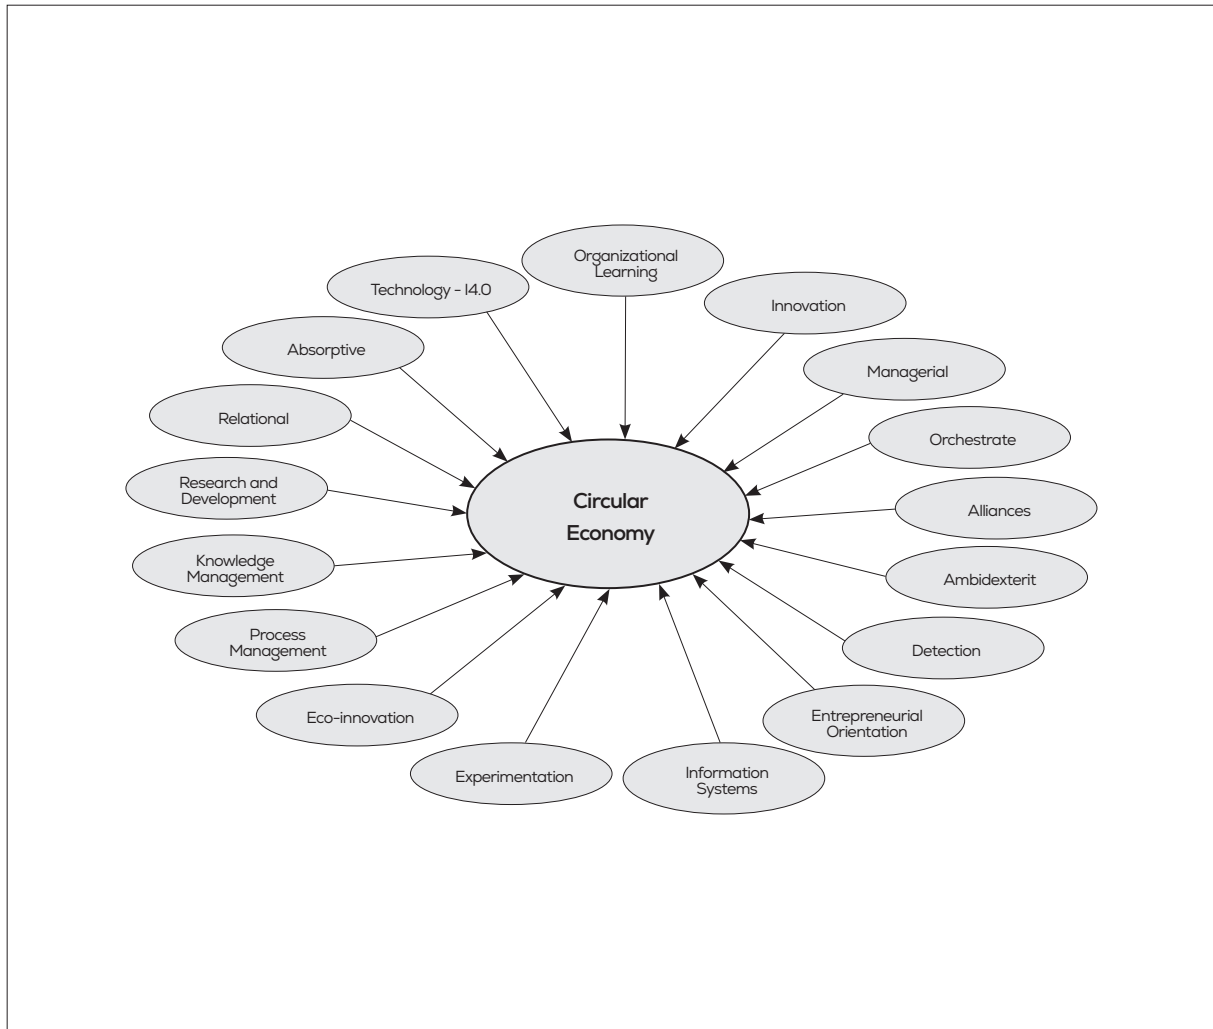 Organizational
Learning
Technology - I4.0
Innovation
Absorptive
Managerial
Relational
Orchestrate
Research and
Development
Circular
Economy
Alliances
Knowledge
Management
Ambidexterit
Process
Management
Detection
Eco-innovation
Entrepreneurial
Orientation
Experimentation
Information
Systems